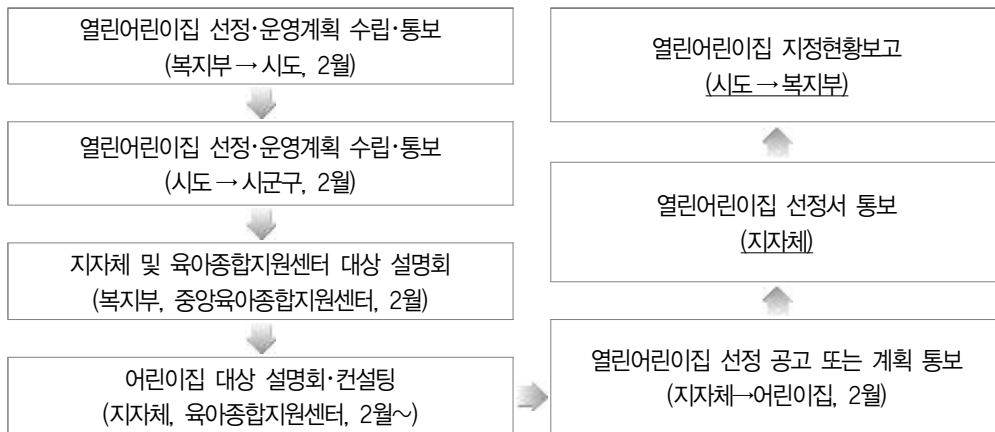 열린어린이집 선정·운영계획 수립·통보
(복지부 → 시도, 2월)
열린어린이집 선정·운영계획 수립·통보
(시도 → 시군구, 2월)
지자체 및 육아종합지원센터 대상 설명회
(복지부, 중앙육아종합지원센터, 2월)
어린이집 대상 설명회·컨설팅
(지자체, 육아종합지원센터, 2월~)
열린어린이집 선정 공고 또는 계획 통보
(지자체→어린이집, 2월)
열린어린이집 선정서 통보
(지자체)
열린어린이집 지정현황보고
(시도 → 복지부)